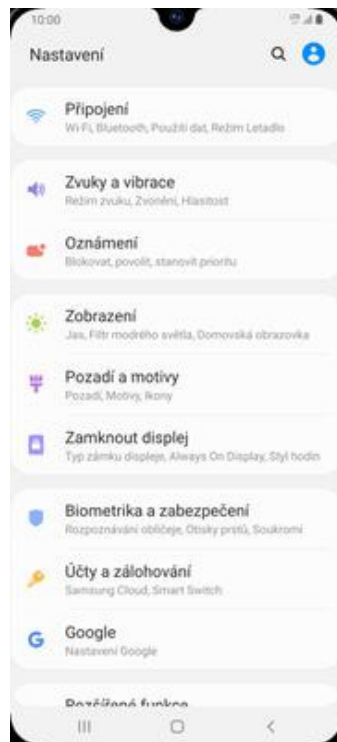 10:00
Nastavení
Připojení
Wi-Fi, Bluetooth, Použití dat, Režim Letadlo
Zvuky a vibrace
Režim zvuku, Zvonění, Hlasitost
Oznámení
Blokovat, povolit, stanovit prioritu
Zobrazení
Jas, Filtr modrého světla, Domovská obrazovka
Pozadí a motivy
Pozadí, Motivy, Ikony
Zamknout displej
Typ zámku displeje, Always On Display, Styl hodin
Biometrika a zabezpečení
Rozpoznávání obličeje, Otisky prstů, Soukromí
Účty a zálohování
Samsung Cloud, Smart Switch
Google
Nastavení Google
Rozšířené funkce